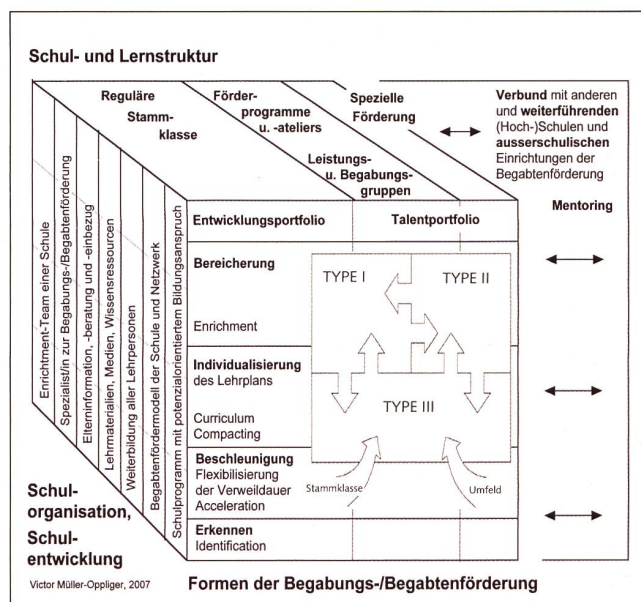 Schul- und Lernstruktur
Reguläre
Stamm-
klasse
Förder-
programme
u. -ateliers
Spezielle
Förderung
Leistungs-
u. Begabungs-
gruppen
Verbund mit anderen
und weiterführenden
(Hoch-)Schulen und
ausserschulischen
Einrichtungen der
Begabtenförderung
Mentoring
Enrichtment-Team einer Schule
Spezialist/in zur Begabungs-/Begabtenförderung
Elterninformation, -beratung und -einbezug
Lehrmaterialien, Medien, Wissensressourcen
Weiterbildung aller Lehrpersonen
Begabtenfördermodell der Schule und Netzwerk
Schulprogramm mit potenzialorientiertem Bildungsanspruch
Entwicklungsportfolio
Talentportfolio
Bereicherung
Enrichment
TYPE I
TYPE II
Individualisierung
des Lehrplans
Curriculum
Compacting
TYPE III
Beschleunigung
Flexibilisierung
der Verweildauer
Acceleration
Stammklasse
Umfeld
Erkennen
Identification
Schul-
organisation,
Schul-
entwicklung
Victor Müller-Oppliger, 2007
Formen der Begabungs-/Begabtenförderung